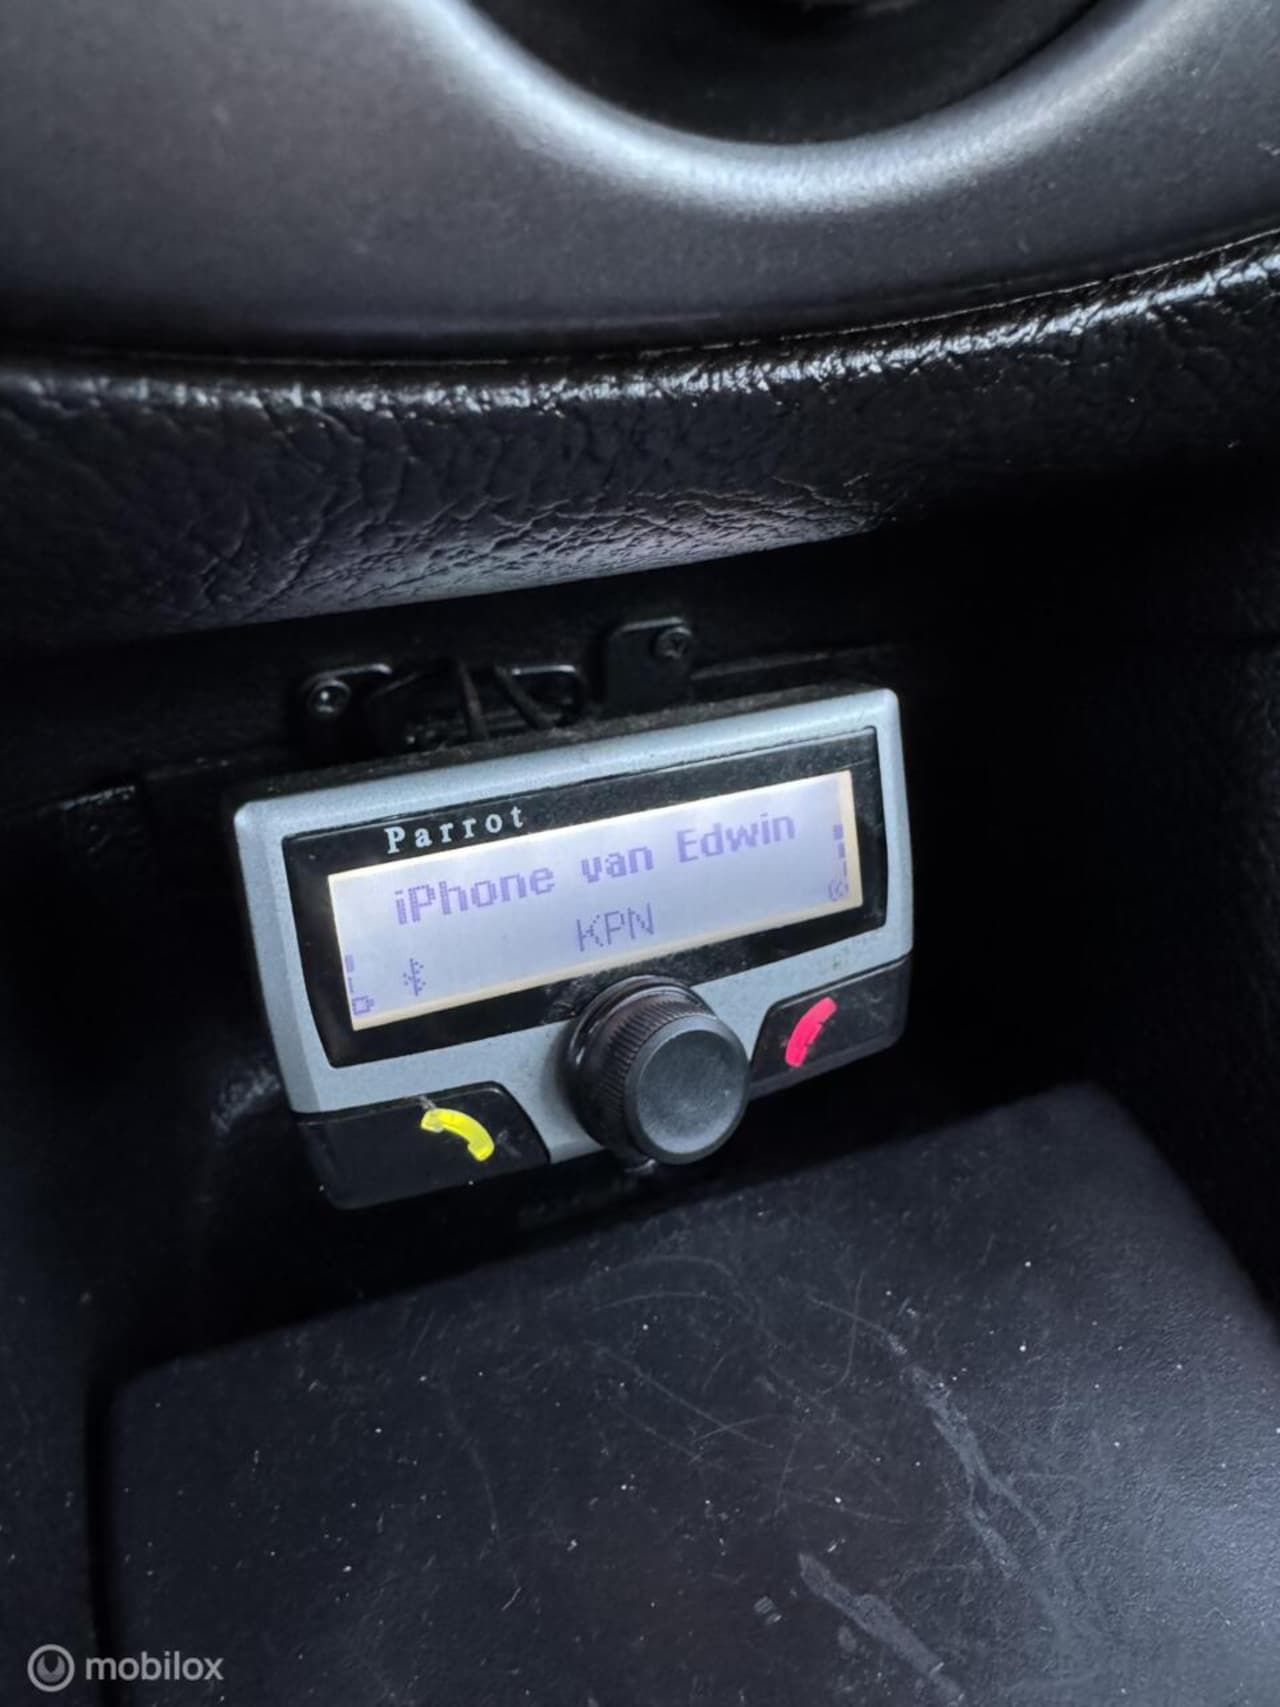 Parrot
iPhone van Edwin
KPN
mobilox